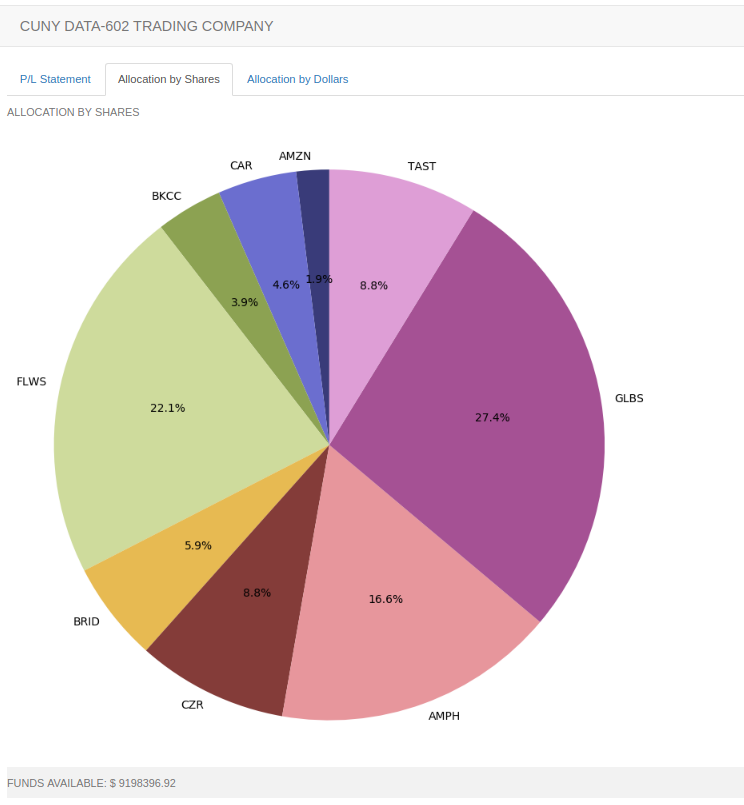 CUNY DATA-602 TRADING COMPANY
P/L Statement Allocation by Shares Allocation by Dollars
ALLOCATION BY SHARES
AMZN
CAR
TAST
BKCC
1.9%
4.6%
8.8%
3.9%
FLWS
GLBS
22.1%
27.4%
5.9%
8.8%
16.6%
BRID
CZR
AMPH
FUNDS AVAILABLE: $ 9198396.92